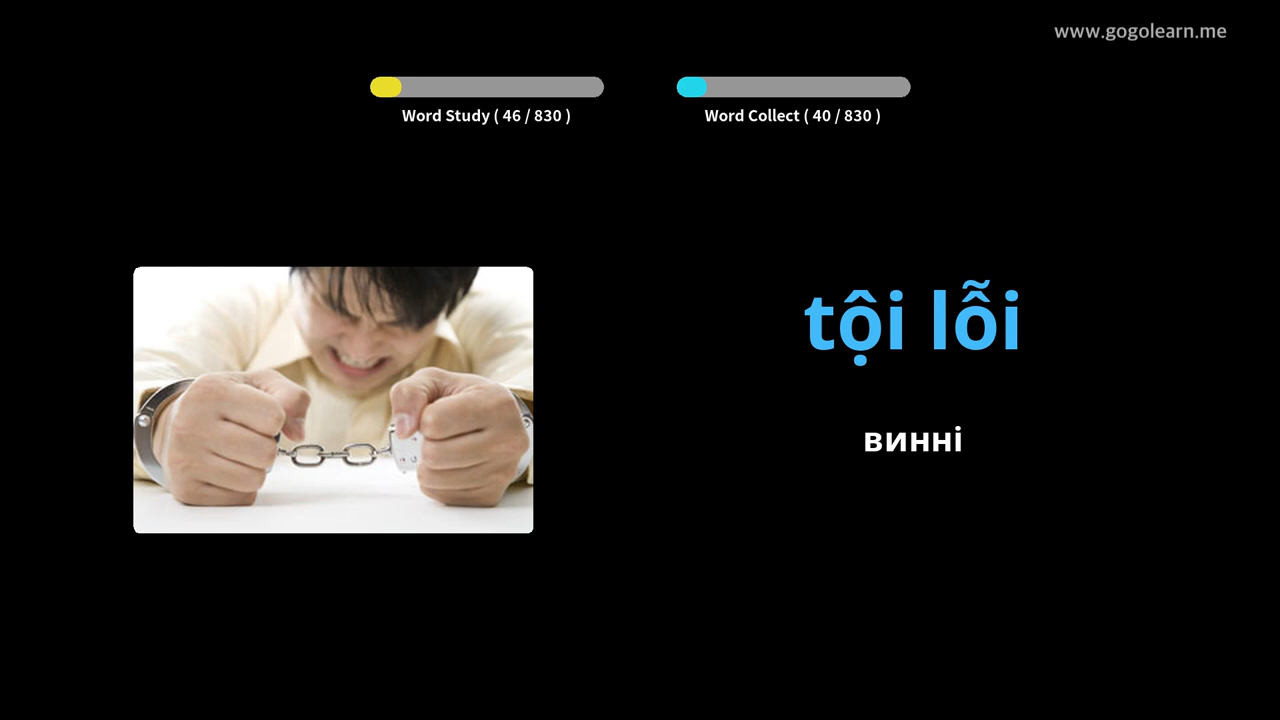 www.gogolearn.me
Word Study ( 46 / 830 )
Word Collect ( 40 / 830 )
tội lỗi
винні